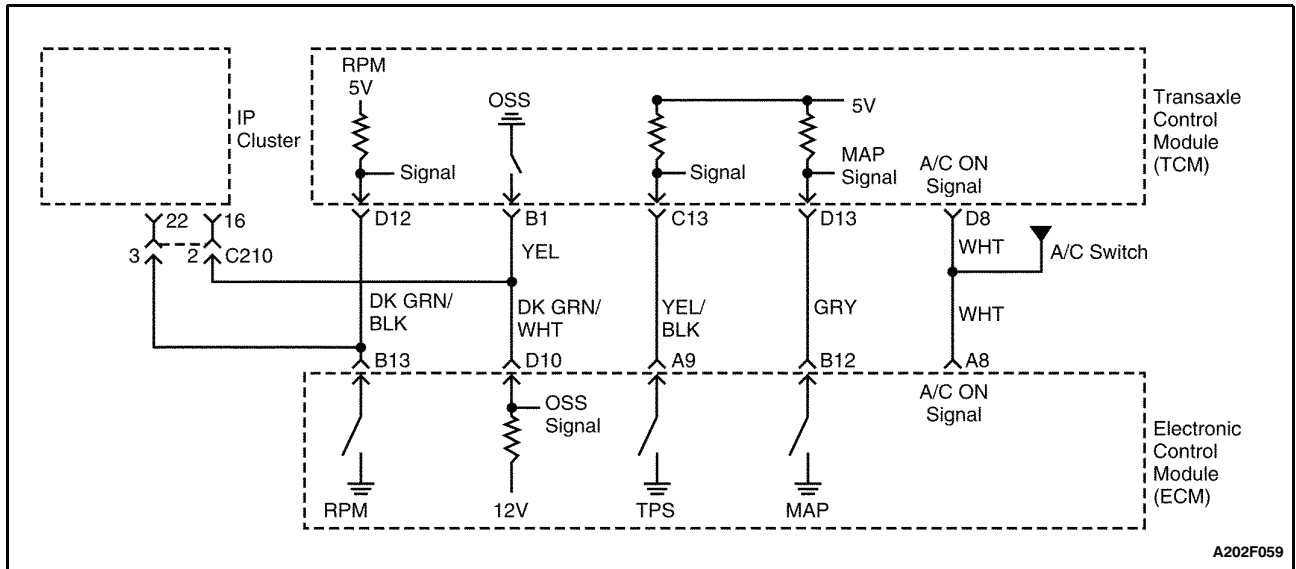 RPM
5V
OSS
5V
Signal
Signal
MAP
Signal
A/C ON
Signal
IP
Cluster
Transaxle
Control
Module
(TCM)
22
16
D12
B1
C13
D13
D8
3
2
C210
YEL
WHT
A/C Switch
DK GRN/
BLK
DK GRN/
WHT
YEL/
BLK
GRY
WHT
B13
D10
A9
B12
A8
OSS
Signal
A/C ON
Signal
Electronic
Control
Module
(ECM)
RPM
12V
TPS
MAP
A202F059